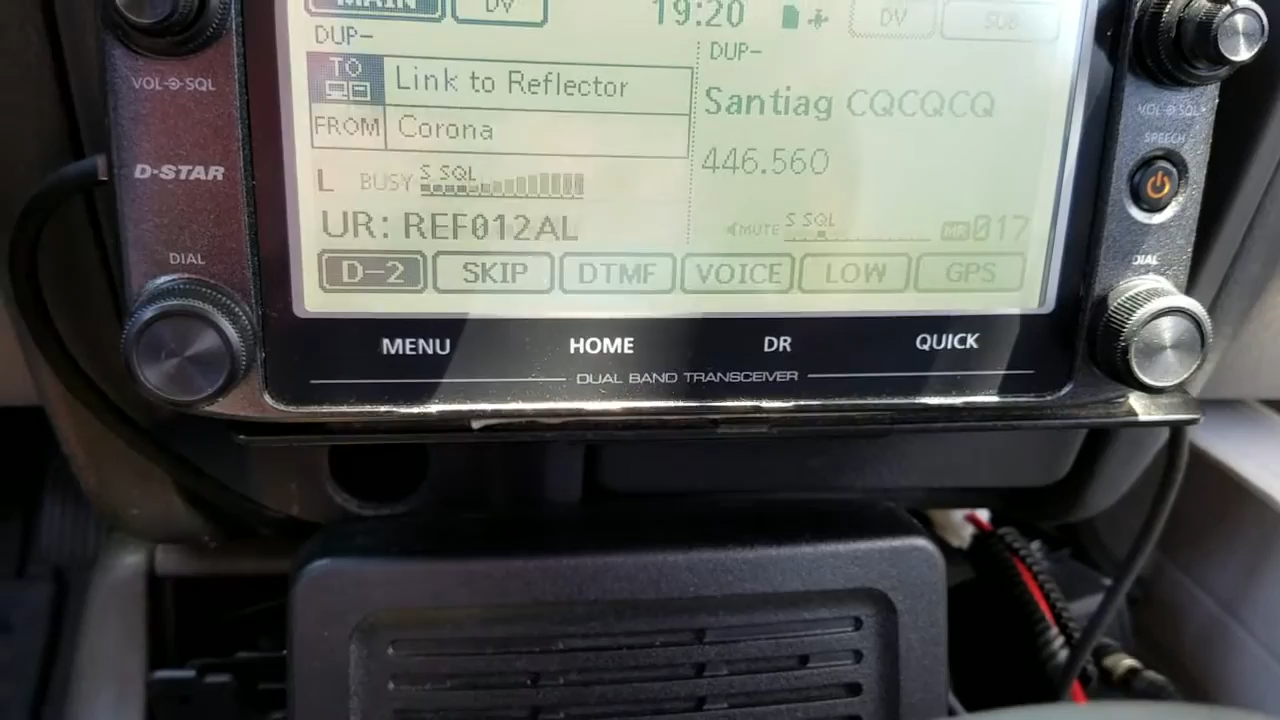 MAIN DV 19:20 DV SUB
DUP-
TO Link to Reflector
FROM Corona
L BUSY S SQL
UR: REF012AL
DUP-
Santiag CQCQCQ
446.560
MUTE S SQL MR 017
D-2 SKIP DTMF VOICE LOW GPS
VOL SQL
D-STAR
DIAL
VOL SQL
SPEECH
DIAL
MENU HOME DR QUICK
DUAL BAND TRANSCEIVER